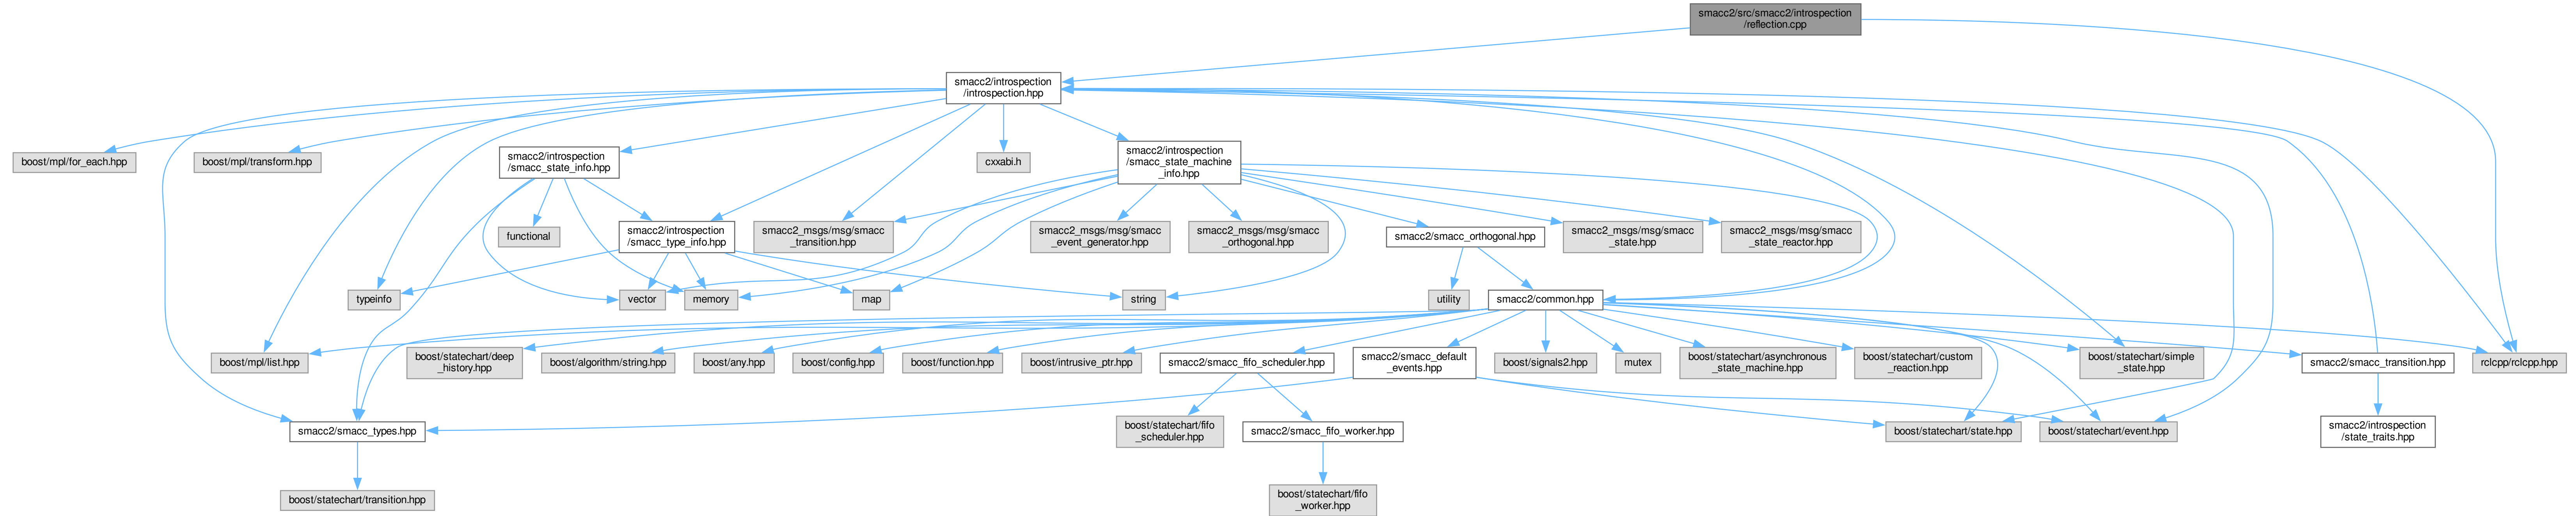 smacc2/src/smacc2/introspection
/reflection.cpp
smacc2/introspection
/introspection.hpp
boost/mpl/for_each.hpp
boost/mpl/transform.hpp
smacc2/introspection
/smacc_state_info.hpp
cxxabi.h
smacc2/introspection
/smacc_state_machine
_info.hpp
functional
smacc2/introspection
/smacc_type_info.hpp
smacc2_msgs/msg/smacc
_transition.hpp
smacc2_msgs/msg/smacc
_event_generator.hpp
smacc2_msgs/msg/smacc
_orthogonal.hpp
smacc2/smacc_orthogonal.hpp
smacc2_msgs/msg/smacc
_state.hpp
smacc2_msgs/msg/smacc
_state_reactor.hpp
typeinfo
vector
memory
map
string
utility
smacc2/common.hpp
boost/mpl/list.hpp
boost/statechart/deep
_history.hpp
boost/algorithm/string.hpp
boost/any.hpp
boost/config.hpp
boost/function.hpp
boost/intrusive_ptr.hpp
smacc2/smacc_fifo_scheduler.hpp
smacc2/smacc_default
_events.hpp
boost/signals2.hpp
mutex
boost/statechart/asynchronous
_state_machine.hpp
boost/statechart/custom
_reaction.hpp
boost/statechart/simple
_state.hpp
smacc2/smacc_transition.hpp
rclcpp/rclcpp.hpp
smacc2/smacc_types.hpp
boost/statechart/fifo
_scheduler.hpp
smacc2/smacc_fifo_worker.hpp
boost/statechart/state.hpp
boost/statechart/event.hpp
smacc2/introspection
/state_traits.hpp
boost/statechart/transition.hpp
boost/statechart/fifo
_worker.hpp